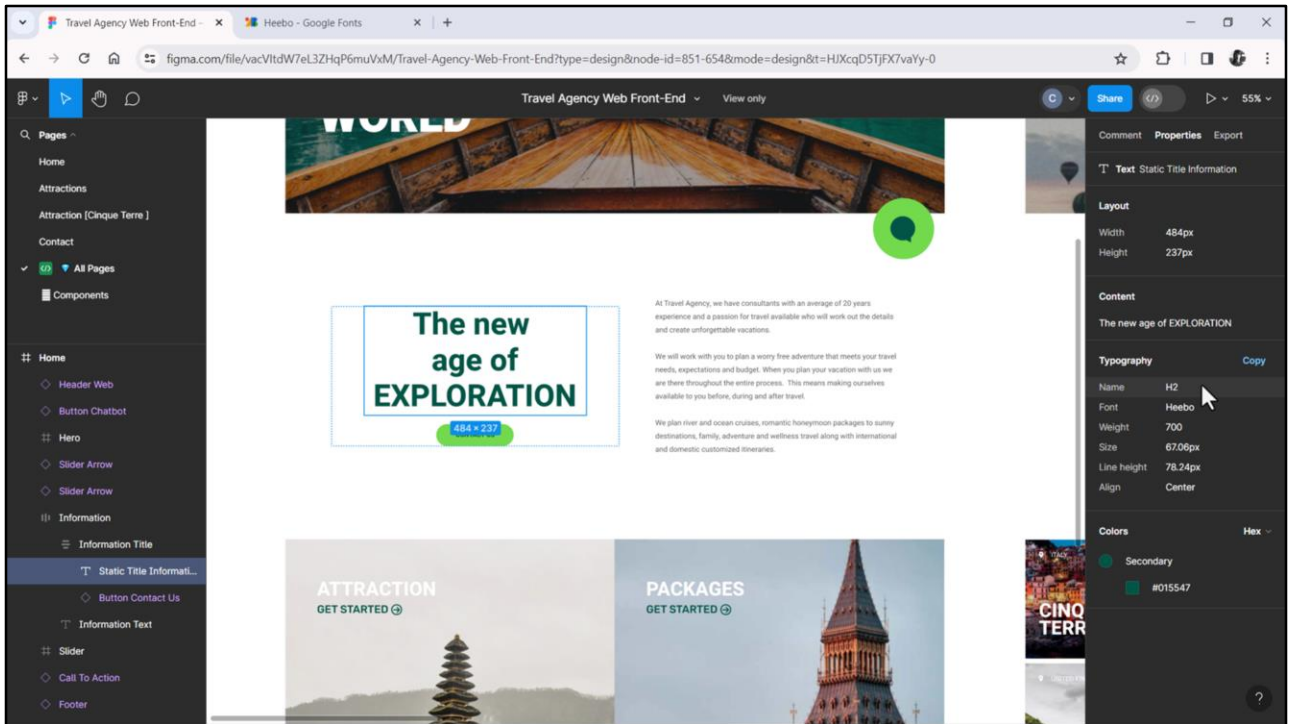 Travel Agency Web Front-End –
Heebo - Google Fonts
figma.com/file/vacVItdW7eL3ZHqP6muVxM/Travel-Agency-Web-Front-End?type=design&node-id=851-654&mode=design&t=HJXcqD5TjFX7vaYy-0
Travel Agency Web Front-End
View only
C
Share
55%
Pages
Home
Attractions
Attraction [Cinque Terre ]
Contact
All Pages
Components
Home
Header Web
Button Chatbot
Hero
Slider Arrow
Slider Arrow
Information
Information Title
Static Title Informati...
Button Contact Us
Information Text
Slider
Call To Action
Footer
WORLD
The new
age of
EXPLORATION
484 × 237
At Travel Agency, we have consultants with an average of 20 years
experience and a passion for travel available who will work out the details
and create unforgettable vacations.
We will work with you to plan a worry free adventure that meets your travel
needs, expectations and budget. When you plan your vacation with us we
are there throughout the entire process. This means making ourselves
available to you before, during and after travel.
We plan river and ocean cruises, romantic honeymoon packages to sunny
destinations, family, adventure and wellness travel along with international
and domestic customized itineraries.
ATTRACTION
GET STARTED
PACKAGES
GET STARTED
ITALY
CINQ
TERR
Comment Properties Export
Text Static Title Information
Layout
Width 484px
Height 237px
Content
The new age of EXPLORATION
Typography Copy
Name H2
Font Heebo
Weight 700
Size 67.06px
Line height 78.24px
Align Center
Colors Hex
Secondary
#015547
?